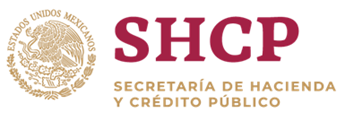 ESTADOS UNIDOS MEXICANOS
SHCP
SECRETARÍA DE HACIENDA
Y CRÉDITO PÚBLICO